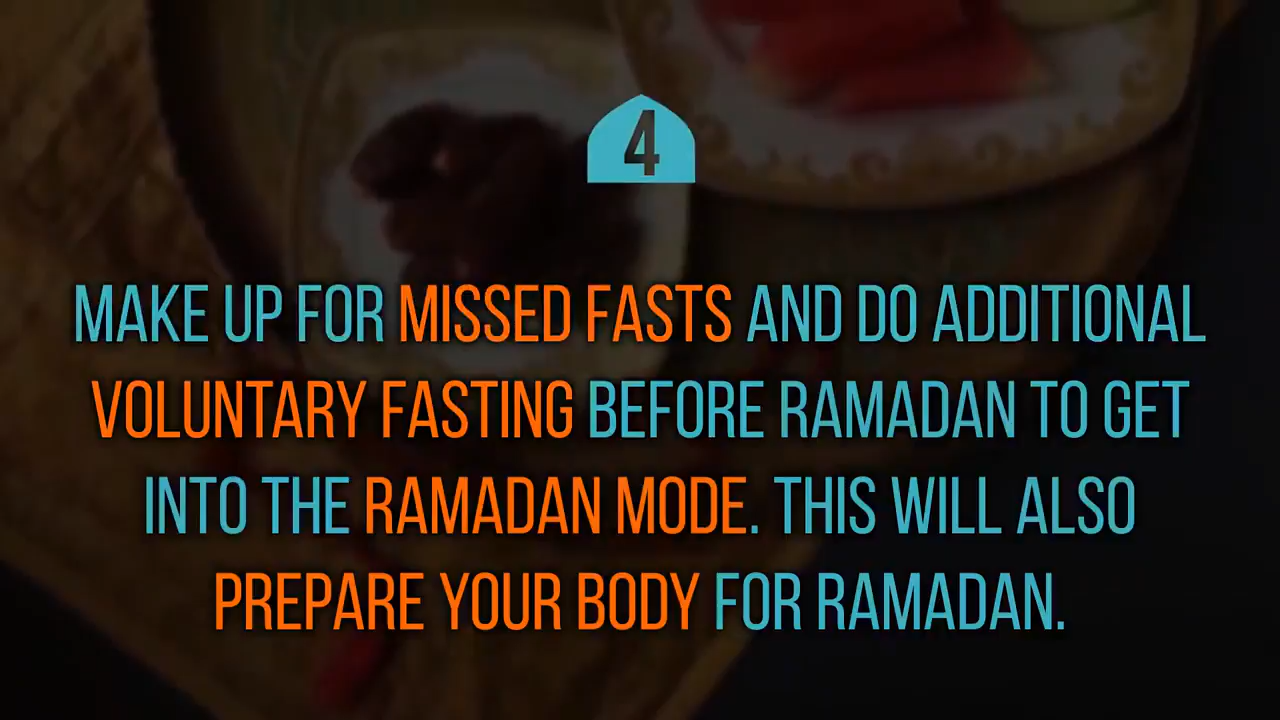 4
MAKE UP FOR MISSED FASTS AND DO ADDITIONAL
VOLUNTARY FASTING BEFORE RAMADAN TO GET
INTO THE RAMADAN MODE. THIS WILL ALSO
PREPARE YOUR BODY FOR RAMADAN.